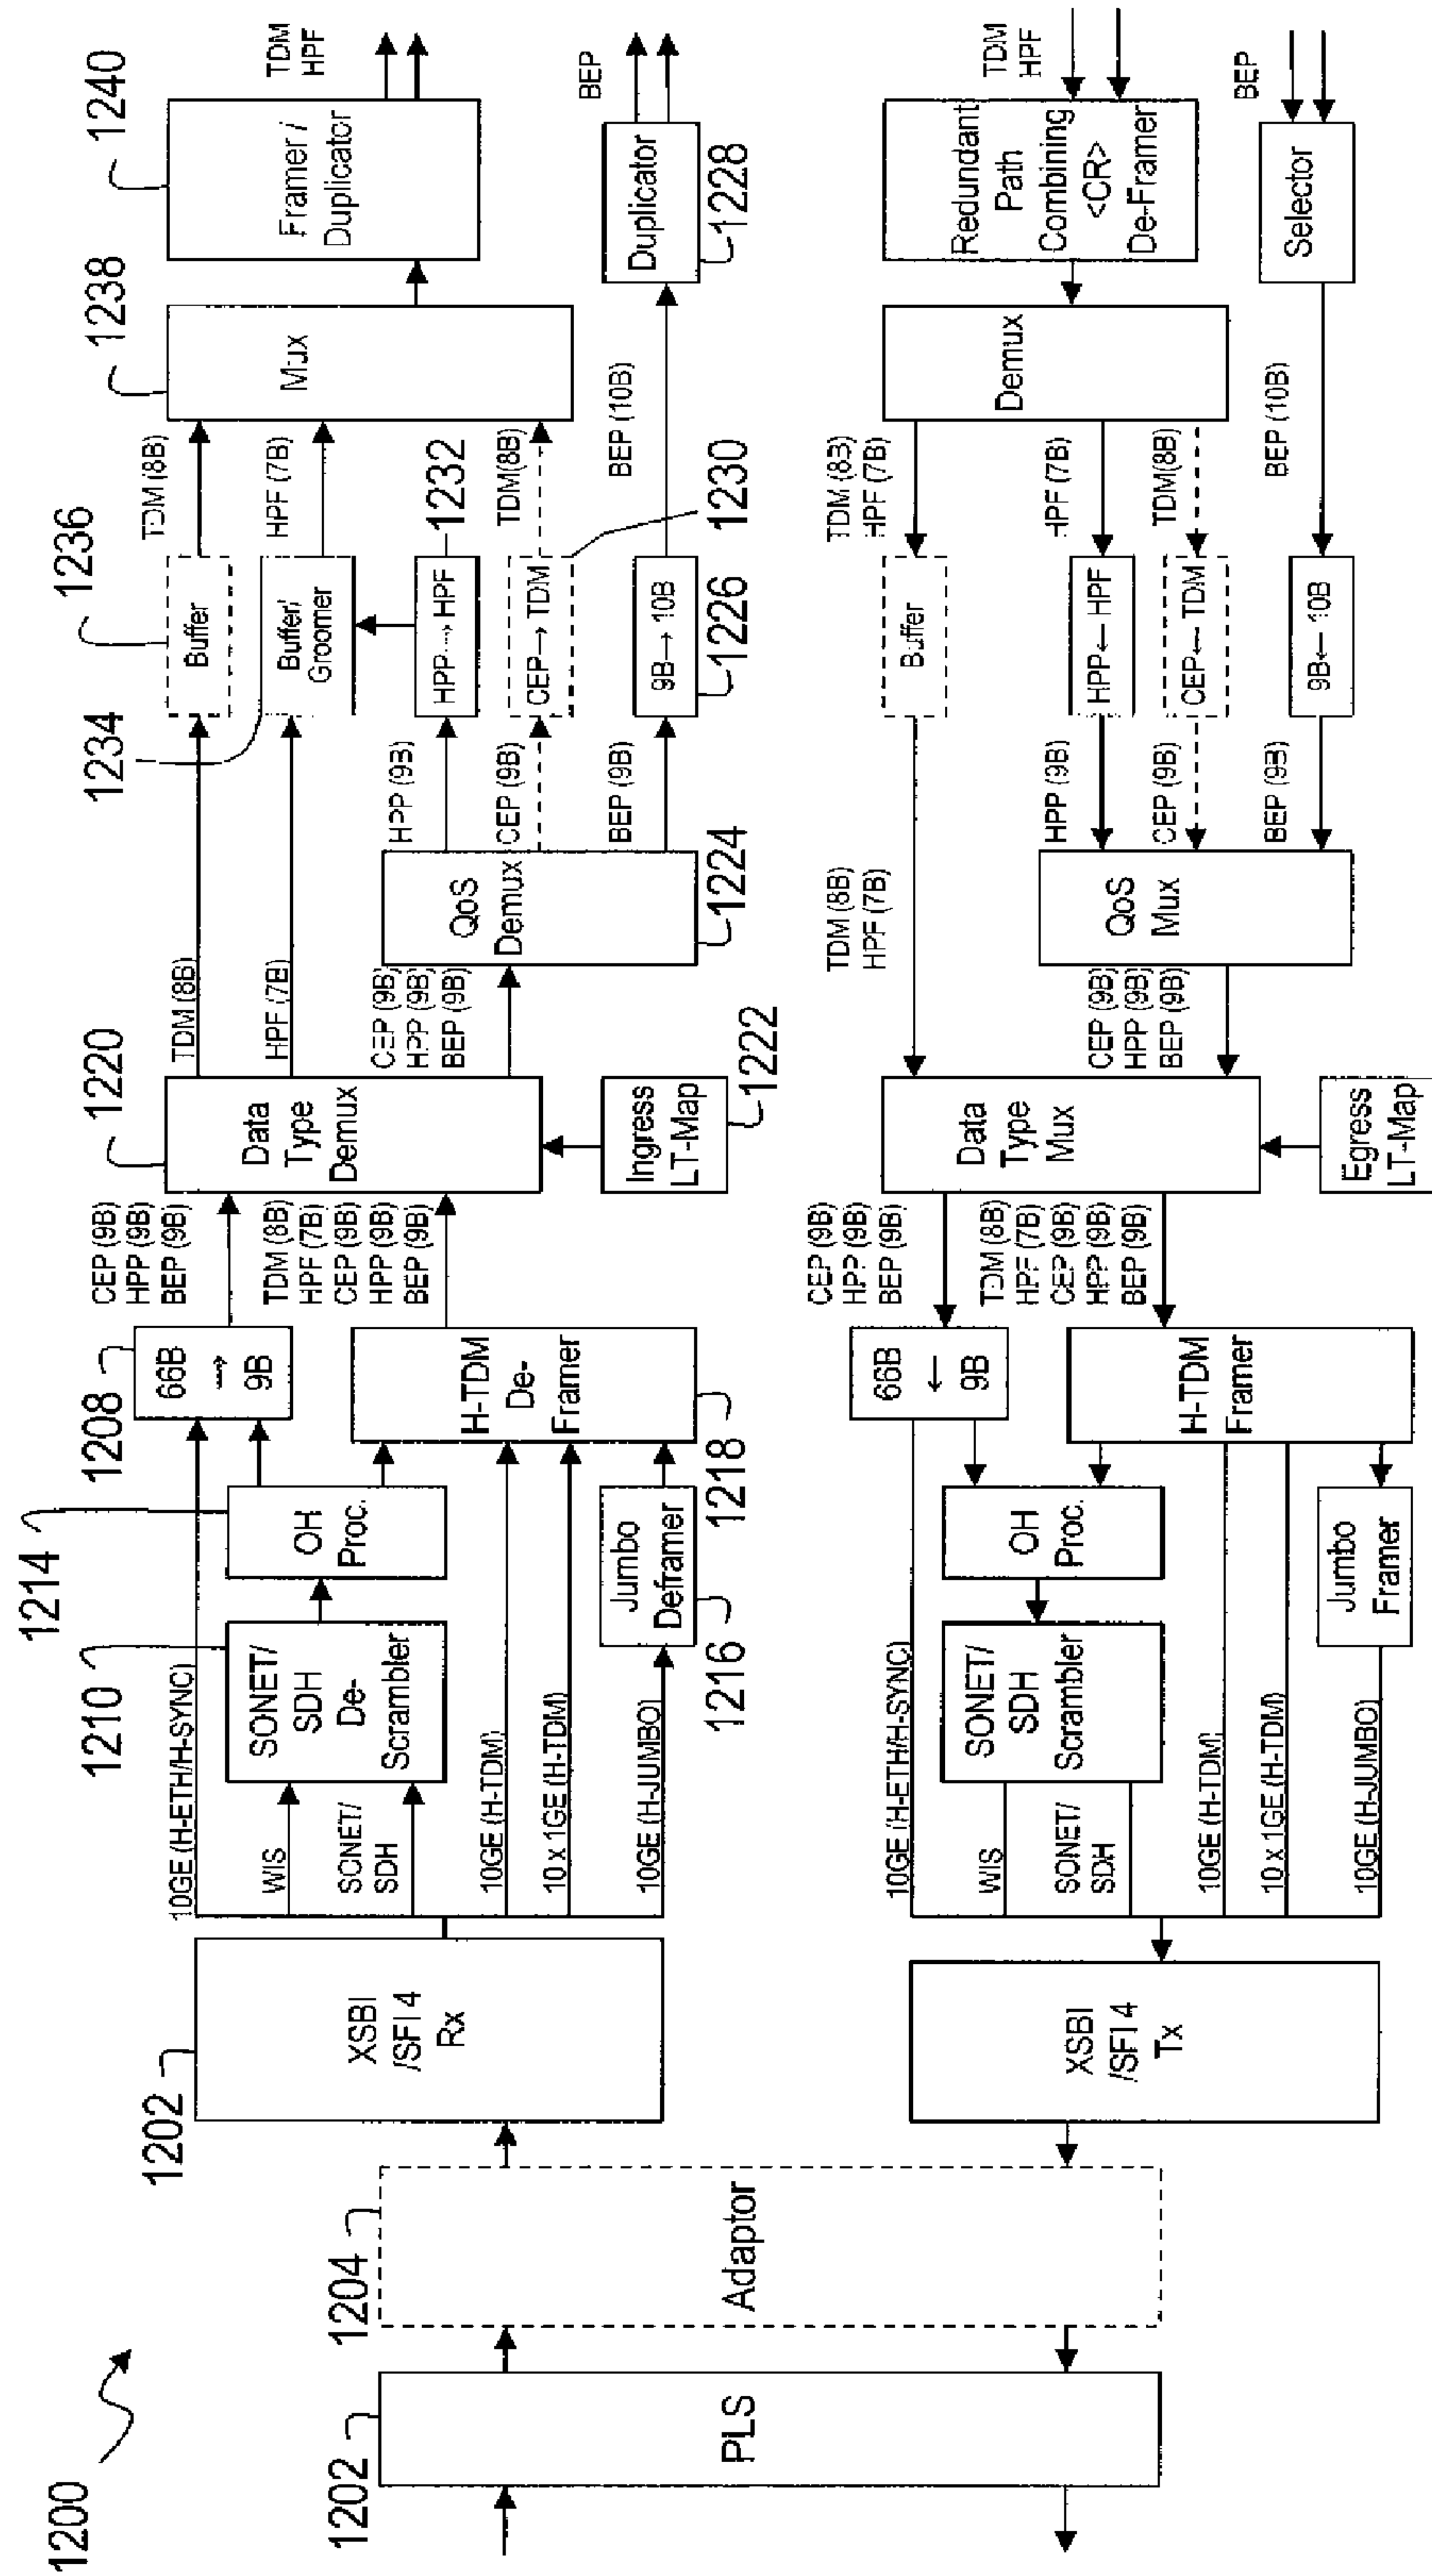 1200
1202
PLS
1204
Adaptor
1202
XSBI
/SFI 4
Rx
10GE (H-ETH/H-SYNC)
WIS
SONET/
SDH
10GE (H-TDM)
10 x 1GE (H-TDM)
10GE (H-JUMBO)
1210
SONET/
SDH
De-
Scrambler
1214
OH
Proc.
Jumbo
Deframer
1216
1208
66B
→
9B
H-TDM
De-
Framer
1218
CEP (9B)
HPP (9B)
BEP (9B)
TDM (8B)
HPF (7B)
CEP (9B)
HPP (9B)
BEP (9B)
1220
Data
Type
Demux
Ingress
LT-Map
1222
TDM (8B)
HPF (7B)
CEP (9B)
HPP (9B)
BEP (9B)
QoS
Demux
1224
HPP (9B)
CEP (9B)
BEP (9B)
1234
1236
Buffer
Buffer/
Groomer
HPP→HPF
1232
CEP→TDM
1230
9B→10B
1226
TDM (8B)
HPF (7B)
TDM(8B)
BEP (10B)
1238
Mux
1240
Framer /
Duplicator
TDM
HPF
Duplicator
1228
BEP
XSBI
/SFI 4
Tx
10GE (H-ETH/H-SYNC)
WIS
SONET/
SDH
10GE (H-TDM)
10 x 1GE (H-TDM)
10GE (H-JUMBO)
SONET/
SDH
Scrambler
OH
Proc.
Jumbo
Framer
66B
←
9B
H-TDM
Framer
CEP (9B)
HPP (9B)
BEP (9B)
TDM (8B)
HPF (7B)
CEP (9B)
HPP (9B)
BEP (9B)
Data
Type
Mux
Egress
LT-Map
TDM (8B)
HPF (7B)
CEP (9B)
HPP (9B)
BEP (9B)
QoS
Mux
HPP (9B)
CEP (9B)
BEP (9B)
Buffer
HPP←HPF
CEP←TDM
9B←10B
TDM (8B)
HPF (7B)
HPF (7B)
TDM(8B)
BEP (10B)
Demux
Redundant
Path
Combining
<CR>
De-Framer
TDM
HPF
Selector
BEP